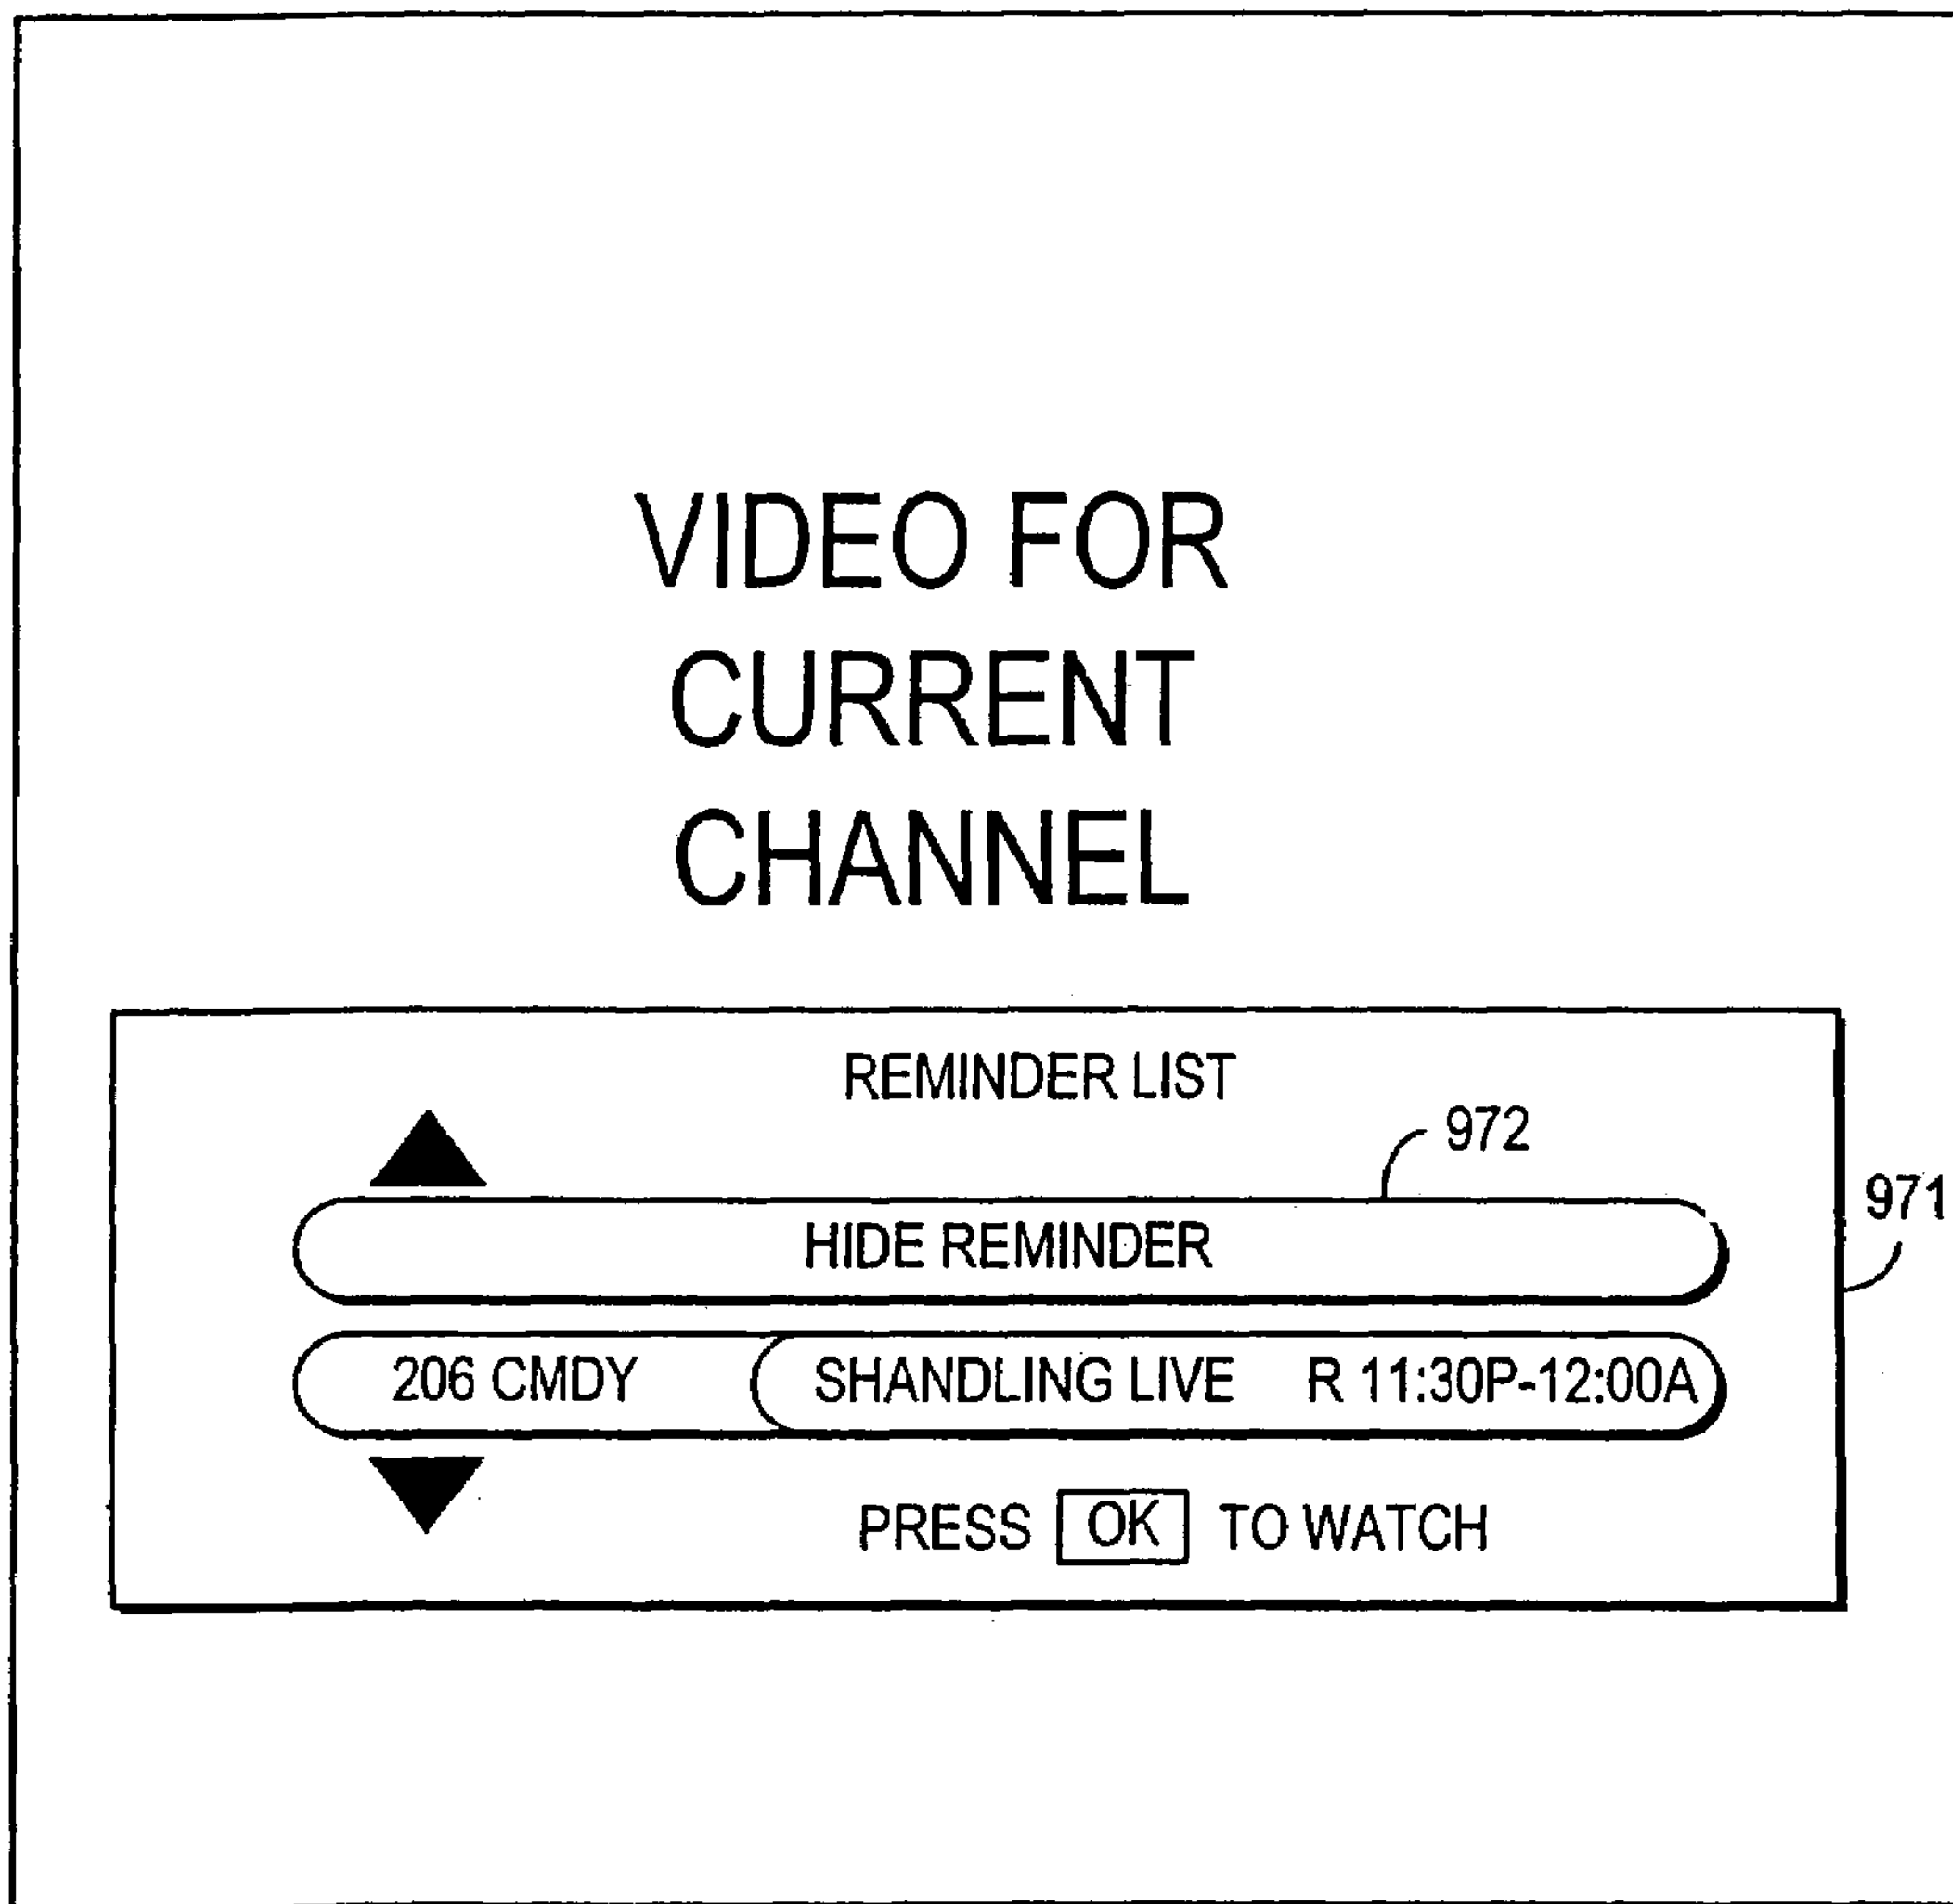 VIDEO FOR
CURRENT
CHANNEL
REMINDER LIST
972
971
HIDE REMINDER
206 CMDY SHANDLING LIVE R 11:30P-12:00A
PRESS OK TO WATCH